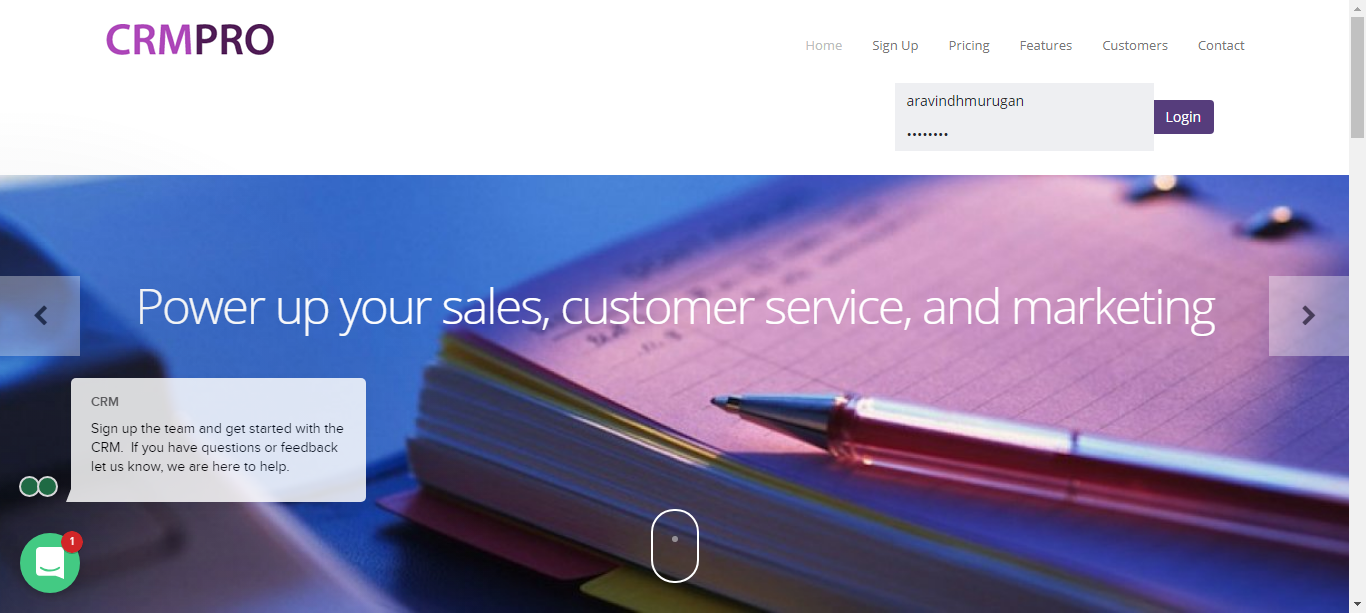 CRMPRO
Home Sign Up Pricing Features Customers Contact
aravindhmurugan
••••••••
Login
Power up your sales, customer service, and marketing
CRM
Sign up the team and get started with the
CRM.  If you have questions or feedback
let us know, we are here to help.
1